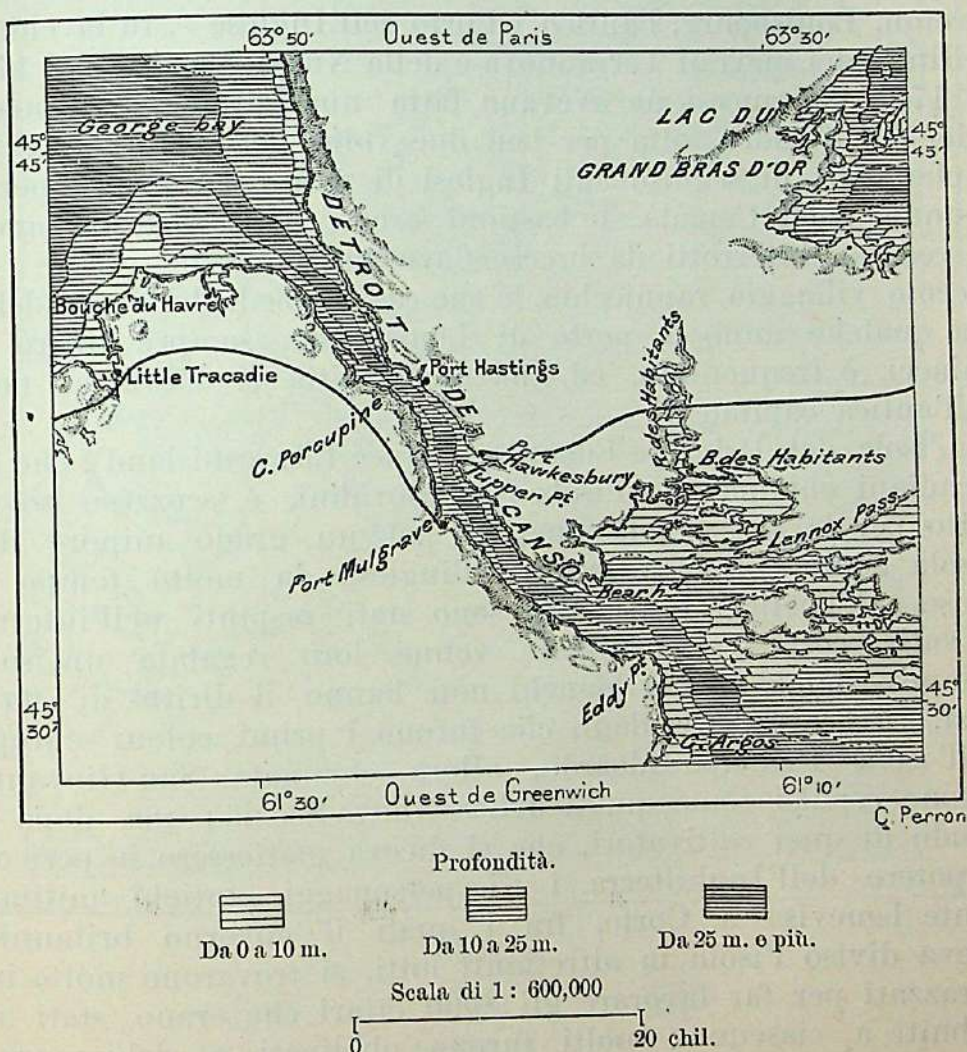 63°50' Ouest de Paris 63°30'
George bay
LAC DU
GRAND BRAS D'OR
45°
45'
45°
45'
DETROIT DE CANSO
Bouche du Havre
Little Tracadie
Port Hastings
C. Porcupine
R. des Habitants
Port
Hawkesbury
Tupper Pt.
B. des Habitants
Lennox Pass.
Port Mulgrave
Bear h.
Eddy Pt.
C. Argos
45°
30'
45°
30'
61°30' Ouest de Greenwich 61°10'
C. Perron
Profondità.
Da 0 a 10 m. Da 10 a 25 m. Da 25 m. e più.
Scala di 1 : 600,000
0 20 chil.